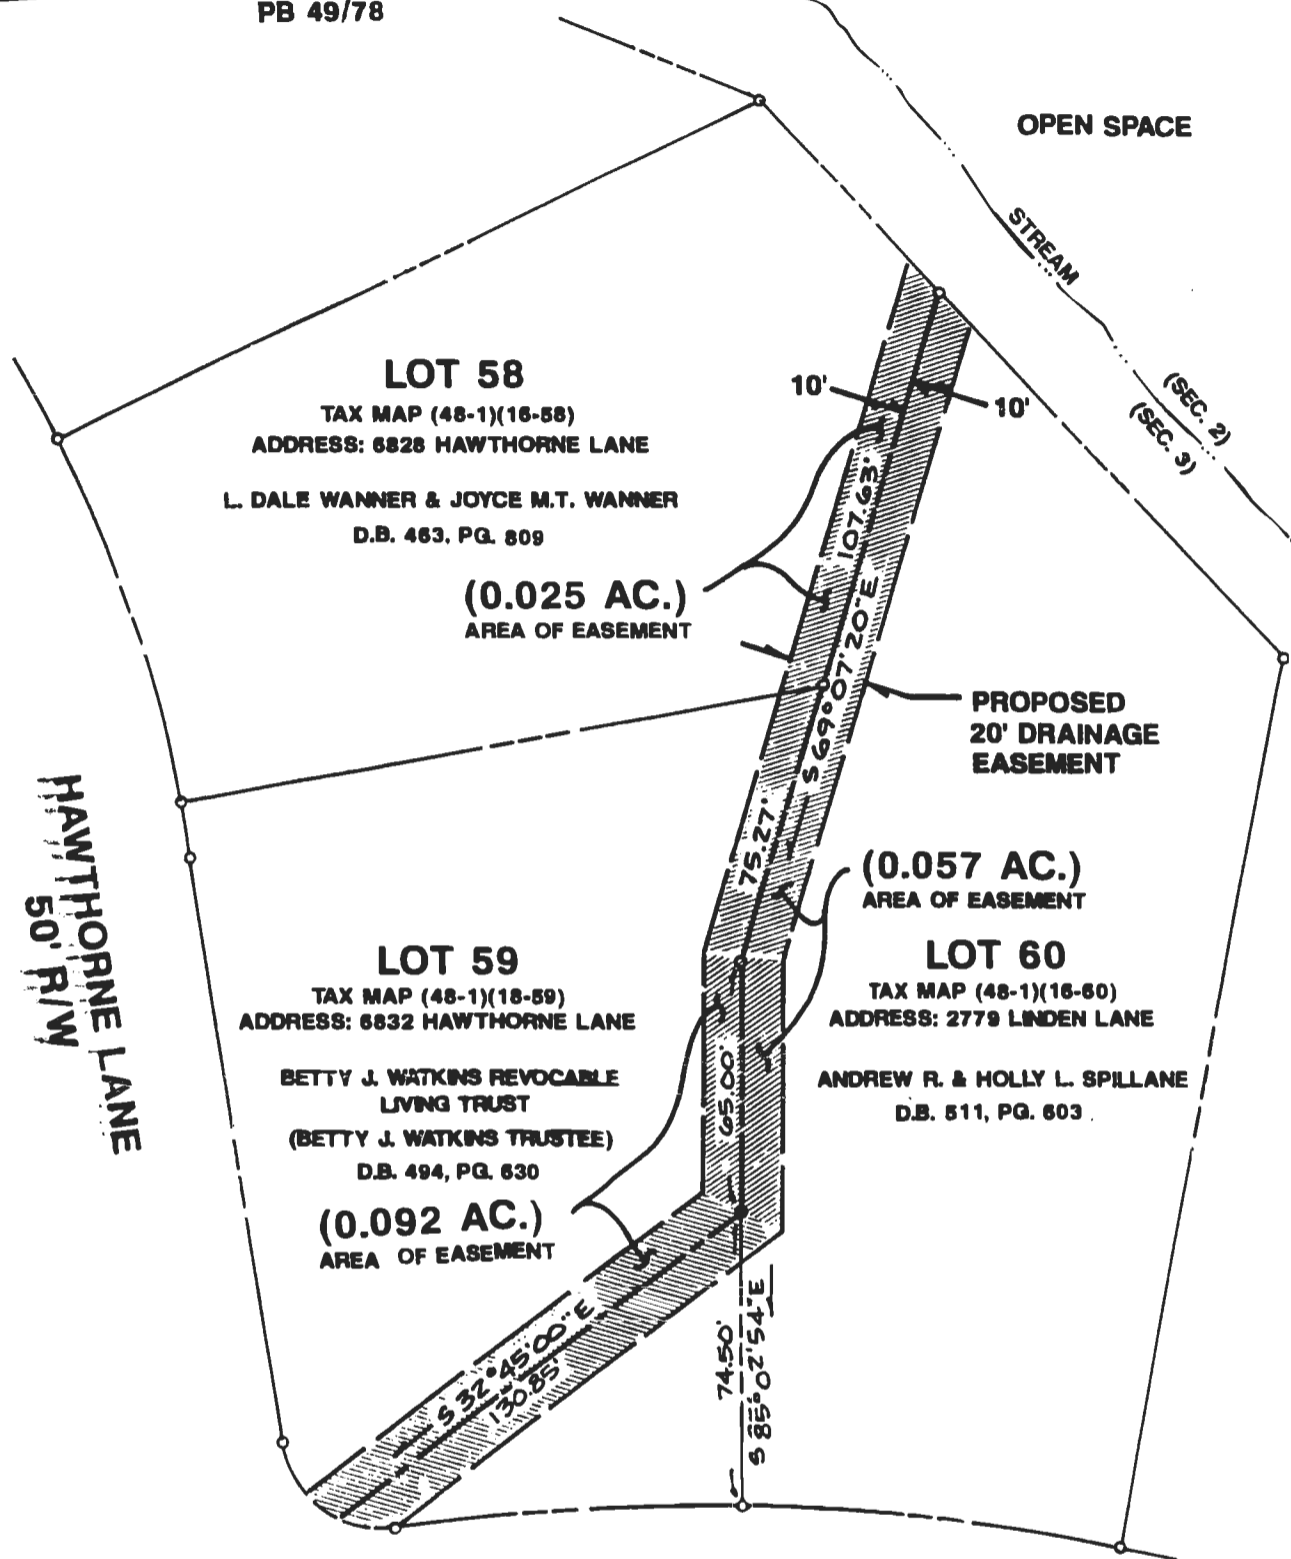 PB 49/78
OPEN SPACE
STREAM
(SEC. 2)
(SEC. 3)
LOT 58
TAX MAP (48-1)(16-58)
ADDRESS: 6828 HAWTHORNE LANE
L. DALE WANNER & JOYCE M.T. WANNER
D.B. 463, PG. 809
(0.025 AC.)
AREA OF EASEMENT
10'
10'
107.63'
S 69°07'20"E
75.27'
PROPOSED
20' DRAINAGE
EASEMENT
(0.057 AC.)
AREA OF EASEMENT
LOT 60
TAX MAP (48-1)(16-60)
ADDRESS: 2779 LINDEN LANE
ANDREW R. & HOLLY L. SPILLANE
D.B. 511, PG. 603
HAWTHORNE LANE
50' R/W
LOT 59
TAX MAP (48-1)(18-59)
ADDRESS: 6832 HAWTHORNE LANE
BETTY J. WATKINS REVOCABLE
LIVING TRUST
(BETTY J. WATKINS TRUSTEE)
D.B. 494, PG. 630
(0.092 AC.)
AREA OF EASEMENT
65.00'
S 32°45'00"E
130.85'
74.50'
S 85°02'54"E